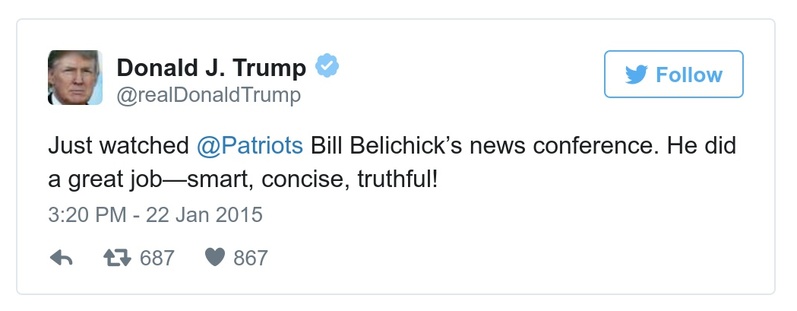 Donald J. Trump
@realDonaldTrump
Follow
Just watched @Patriots Bill Belichick’s news conference. He did
a great job—smart, concise, truthful!
3:20 PM - 22 Jan 2015
687 867